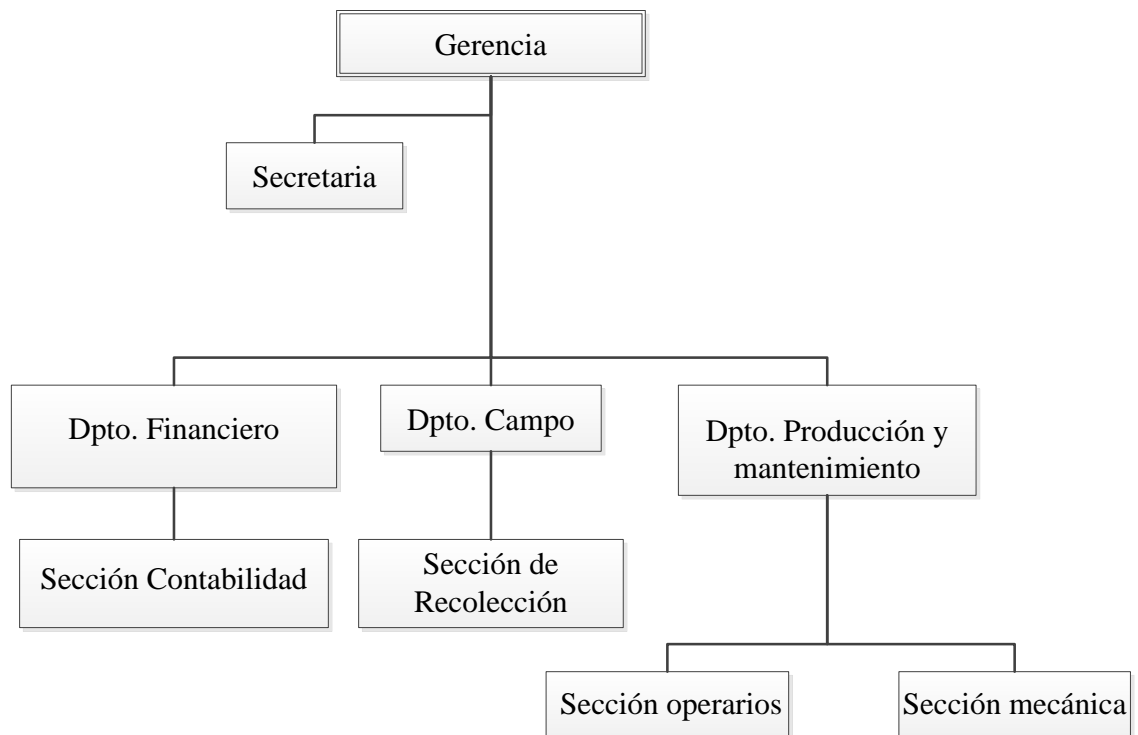 Gerencia
Secretaria
Dpto. Financiero
Dpto. Campo
Dpto. Producción y
mantenimiento
Sección Contabilidad
Sección de
Recolección
Sección operarios
Sección mecánica